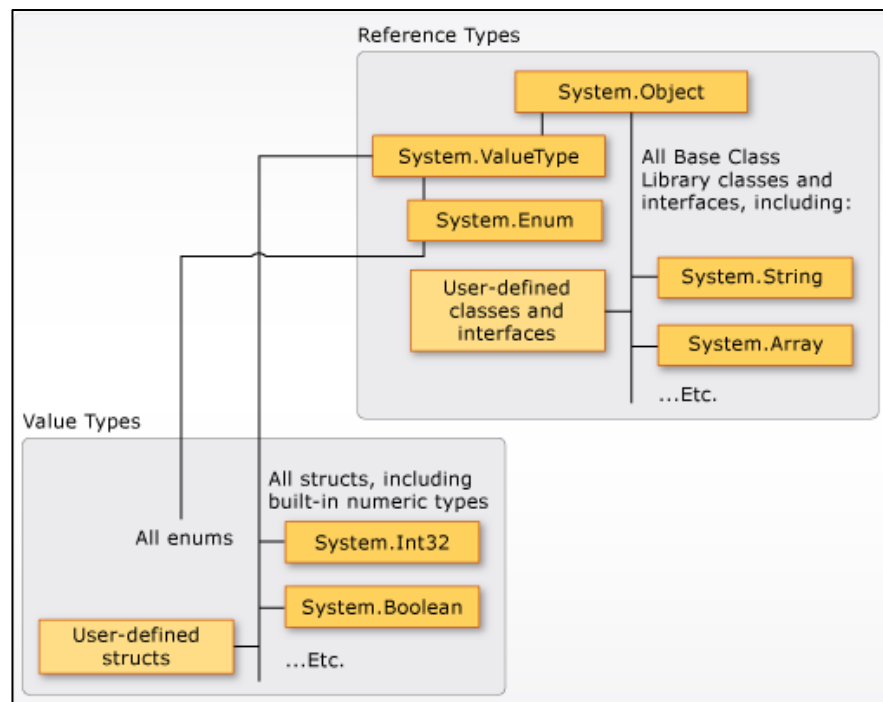 Reference Types
System.Object
System.ValueType
All Base Class
Library classes and
interfaces, including:
System.Enum
System.String
User-defined
classes and
interfaces
System.Array
...Etc.
Value Types
All structs, including
built-in numeric types
All enums
System.Int32
System.Boolean
User-defined
structs
...Etc.